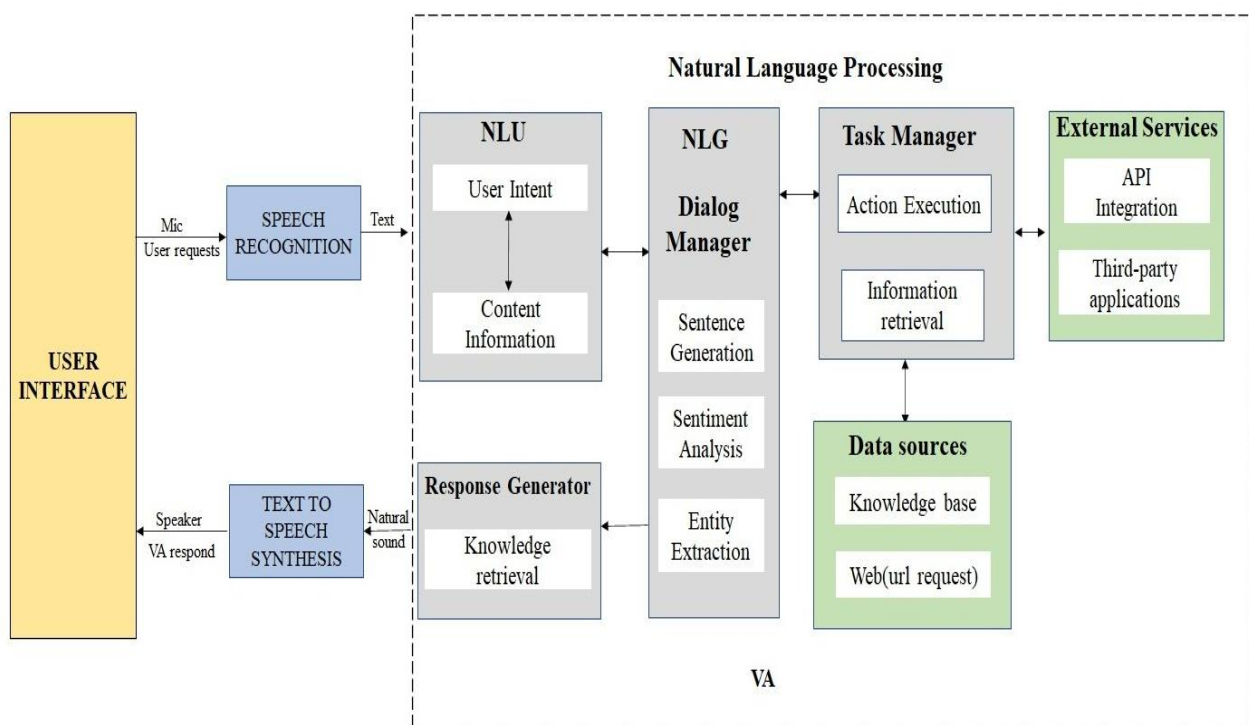 Natural Language Processing
USER
INTERFACE
Mic
User requests
SPEECH
RECOGNITION
Text
NLU
User Intent
Content
Information
NLG
Dialog
Manager
Sentence
Generation
Sentiment
Analysis
Entity
Extraction
Task Manager
Action Execution
Information
retrieval
External Services
API
Integration
Third-party
applications
Data sources
Knowledge base
Web(url request)
Response Generator
Knowledge
retrieval
Natural
sound
TEXT TO
SPEECH
SYNTHESIS
Speaker
VA respond
VA